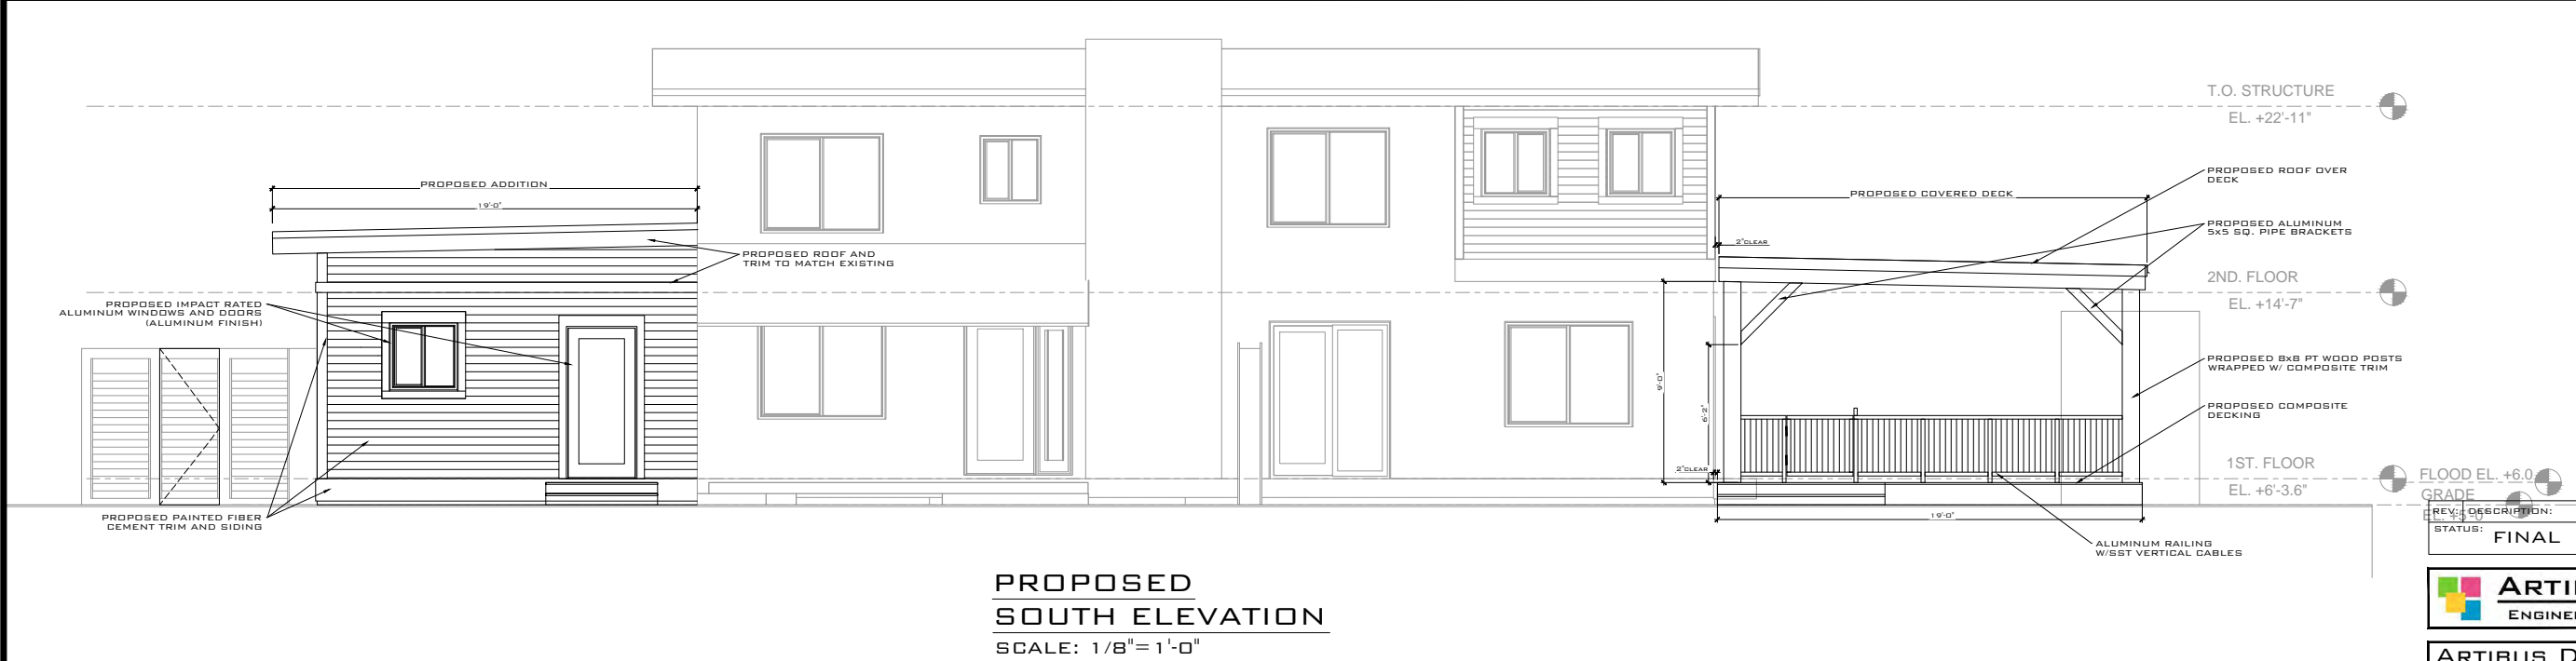 T.O. STRUCTURE
EL. +22'-11"
PROPOSED ROOF OVER
DECK
PROPOSED ADDITION
19'-0"
PROPOSED COVERED DECK
PROPOSED ALUMINUM
5x5 SQ. PIPE BRACKETS
2"CLEAR
PROPOSED ROOF AND
TRIM TO MATCH EXISTING
2ND. FLOOR
EL. +14'-7"
PROPOSED IMPACT RATED
ALUMINUM WINDOWS AND DOORS
(ALUMINUM FINISH)
PROPOSED 8x8 PT WOOD POSTS
WRAPPED W/ COMPOSITE TRIM
9'-0"
6'-2"
PROPOSED COMPOSITE
DECKING
2"CLEAR
1ST. FLOOR
EL. +6'-3.6"
FLOOD EL. +6.0
GRADE
EL. +5'-0"
PROPOSED PAINTED FIBER
CEMENT TRIM AND SIDING
19'-0"
ALUMINUM RAILING
W/SST VERTICAL CABLES
REV: DESCRIPTION:
STATUS: FINAL
PROPOSED
SOUTH ELEVATION
SCALE: 1/8"=1'-0"
ARTI
ENGINE
ARTIBUS D